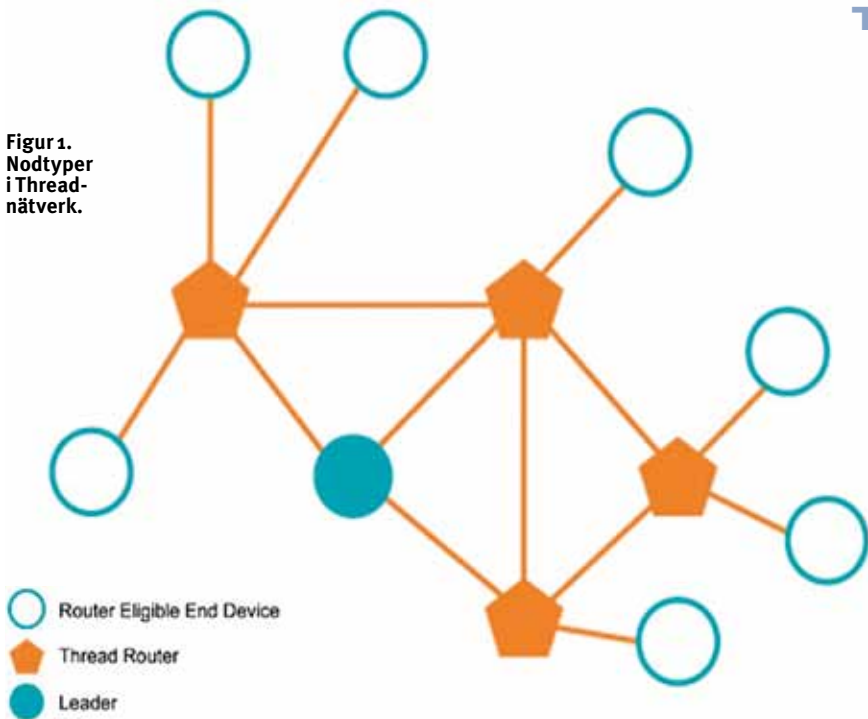 Figur 1.
Nodtyper
i Thread-
nätverk.
Router Eligible End Device
Thread Router
Leader